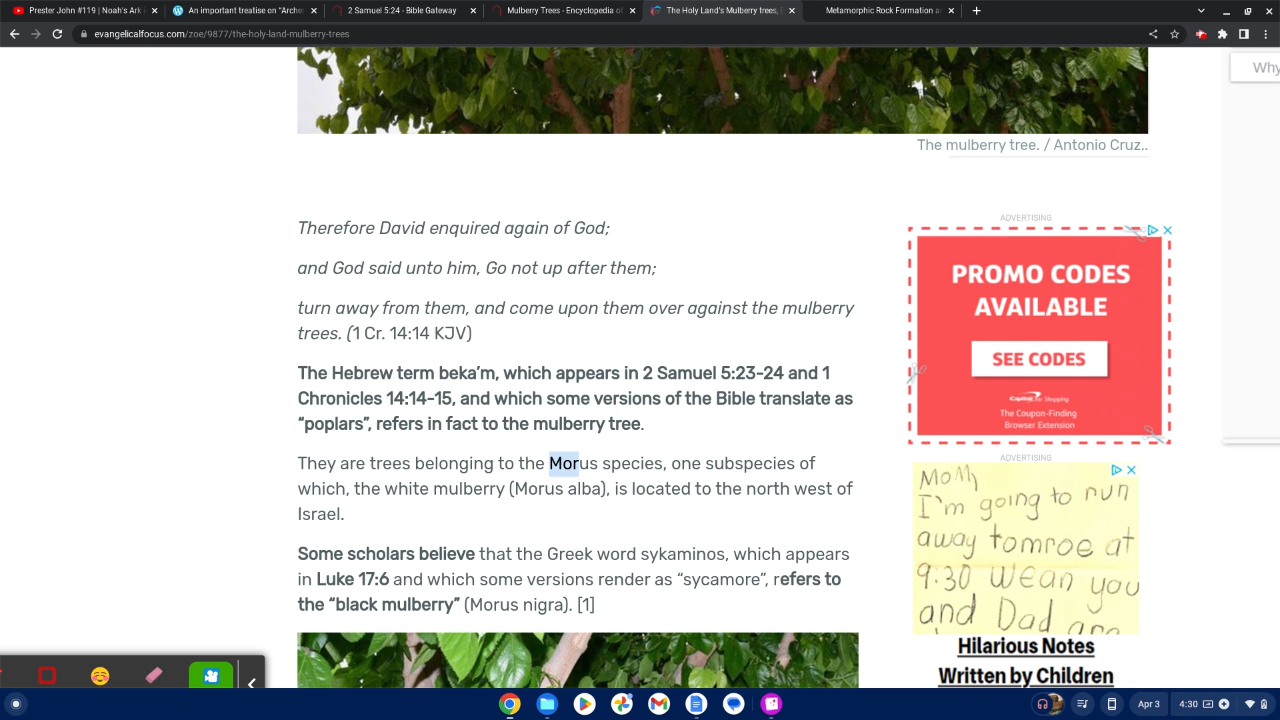 Prester John #119 | Noah's Ark
An important treatise on "Arche
2 Samuel 5:24 - Bible Gateway
Mulberry Trees - Encyclopedia of
The Holy Land's Mulberry trees, E
Metamorphic Rock Formation a
evangelicalfocus.com/zoe/9877/the-holy-land-mulberry-trees
Why
The mulberry tree. / Antonio Cruz..
Therefore David enquired again of God;
and God said unto him, Go not up after them;
turn away from them, and come upon them over against the mulberry
trees. (1 Cr. 14:14 KJV)
The Hebrew term beka'm, which appears in 2 Samuel 5:23-24 and 1
Chronicles 14:14-15, and which some versions of the Bible translate as
“poplars”, refers in fact to the mulberry tree.
They are trees belonging to the Morus species, one subspecies of
which, the white mulberry (Morus alba), is located to the north west of
Israel.
Some scholars believe that the Greek word sykaminos, which appears
in Luke 17:6 and which some versions render as “sycamore”, refers to
the “black mulberry” (Morus nigra). [1]
ADVERTISING
PROMO CODES
AVAILABLE
SEE CODES
Capital One Shopping
The Coupon-Finding
Browser Extension
ADVERTISING
MoM,
I'm going to run
away tomroe at
9:30 wean you
and Dad are
Hilarious Notes
Written by Children
Apr 3
4:30